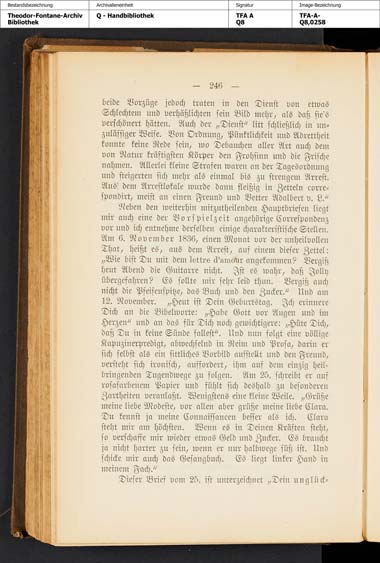 Bestandsbezeichnung
Theodor-Fontane-Archiv
Bibliothek
Archivalieneinheit
Q - Handbibliothek
Signatur
TFA A
Q8
Image-Bezeichnung
TFA-A-
Q8,0258
— 246 —
beide Vorzüge jedoch traten in den Dienst von etwas
Schlechtem und verhäßlichten sein Bild mehr, als daß sie's
verschönert hätten. Auch der „Dienst“ litt schließlich in un-
zulässiger Weise. Von Ordnung, Pünktlichkeit und Adrettheit
konnte keine Rede sein, wo Debauchen aller Art auch dem
von Natur kräftigsten Körper den Frohsinn und die Frische
nahmen. Allerlei kleine Strafen waren an der Tagesordnung
und steigerten sich mehr als einmal bis zu strengem Arrest.
Aus dem Arrestlokale wurde dann fleißig in Zetteln corre-
spondirt, meist an einen Freund und Vetter Adalbert v. L.“
Neben den weiterhin mitzutheilenden Hauptbriefen liegt
mir auch eine der Vorspielzeit angehörige Correspondenz
vor und ich entnehme derselben einige charakteristische Stellen.
Am 6. November 1836, einen Monat vor der unheilvollen
That, heißt es, aus dem Arrest, auf einem dieser Zettel:
„Wie bist Du mit dem lottre d'amour angekommen? Vergiß
heut Abend die Guitarre nicht. Ist es wahr, daß Jolly
übergefahren? Es sollte mir sehr leid thun. Vergiß auch
nicht die Pfeifenspitze, das Buch und den Zucker.“ Und am
12. November. „Heut ist Dein Geburtstag. Ich erinnere
Dich an die Bibelworte: „Habe Gott vor Augen und im
Herzen“ und an das für Dich noch gewichtigere: „Hüte Dich,
daß Du in keine Sünde fallest“. Und nun folgt eine völlige
Kapuzinerpredigt, abwechselnd in Reim und Prosa, darin er
sich selbst als ein sittliches Vorbild aufstellt und den Freund,
versteht sich ironisch, auffordert, ihm auf dem einzig heil-
bringenden Tugendwege zu folgen. Am 25. schreibt er auf
rosafarbenem Papier und fühlt sich deshalb zu besonderen
Zartheiten veranlaßt. Wenigstens eine kleine Weile. „Grüße
meine liebe Modeste, vor allen aber grüße meine liebe Clara.
Du kennst ja meine Connaissancen besser als ich. Clara
steht mir am höchsten. Wenn es in Deinen Kräften steht,
so verschaffe mir wieder etwas Geld und Zucker. Es braucht
ja nicht harter zu sein, wenn er nur halbwege süß ist. Und
schicke mir auch das Gesangbuch. Es liegt linker Hand in
meinem Fach.“
Dieser Brief vom 25. ist unterzeichnet „Dein unglück-